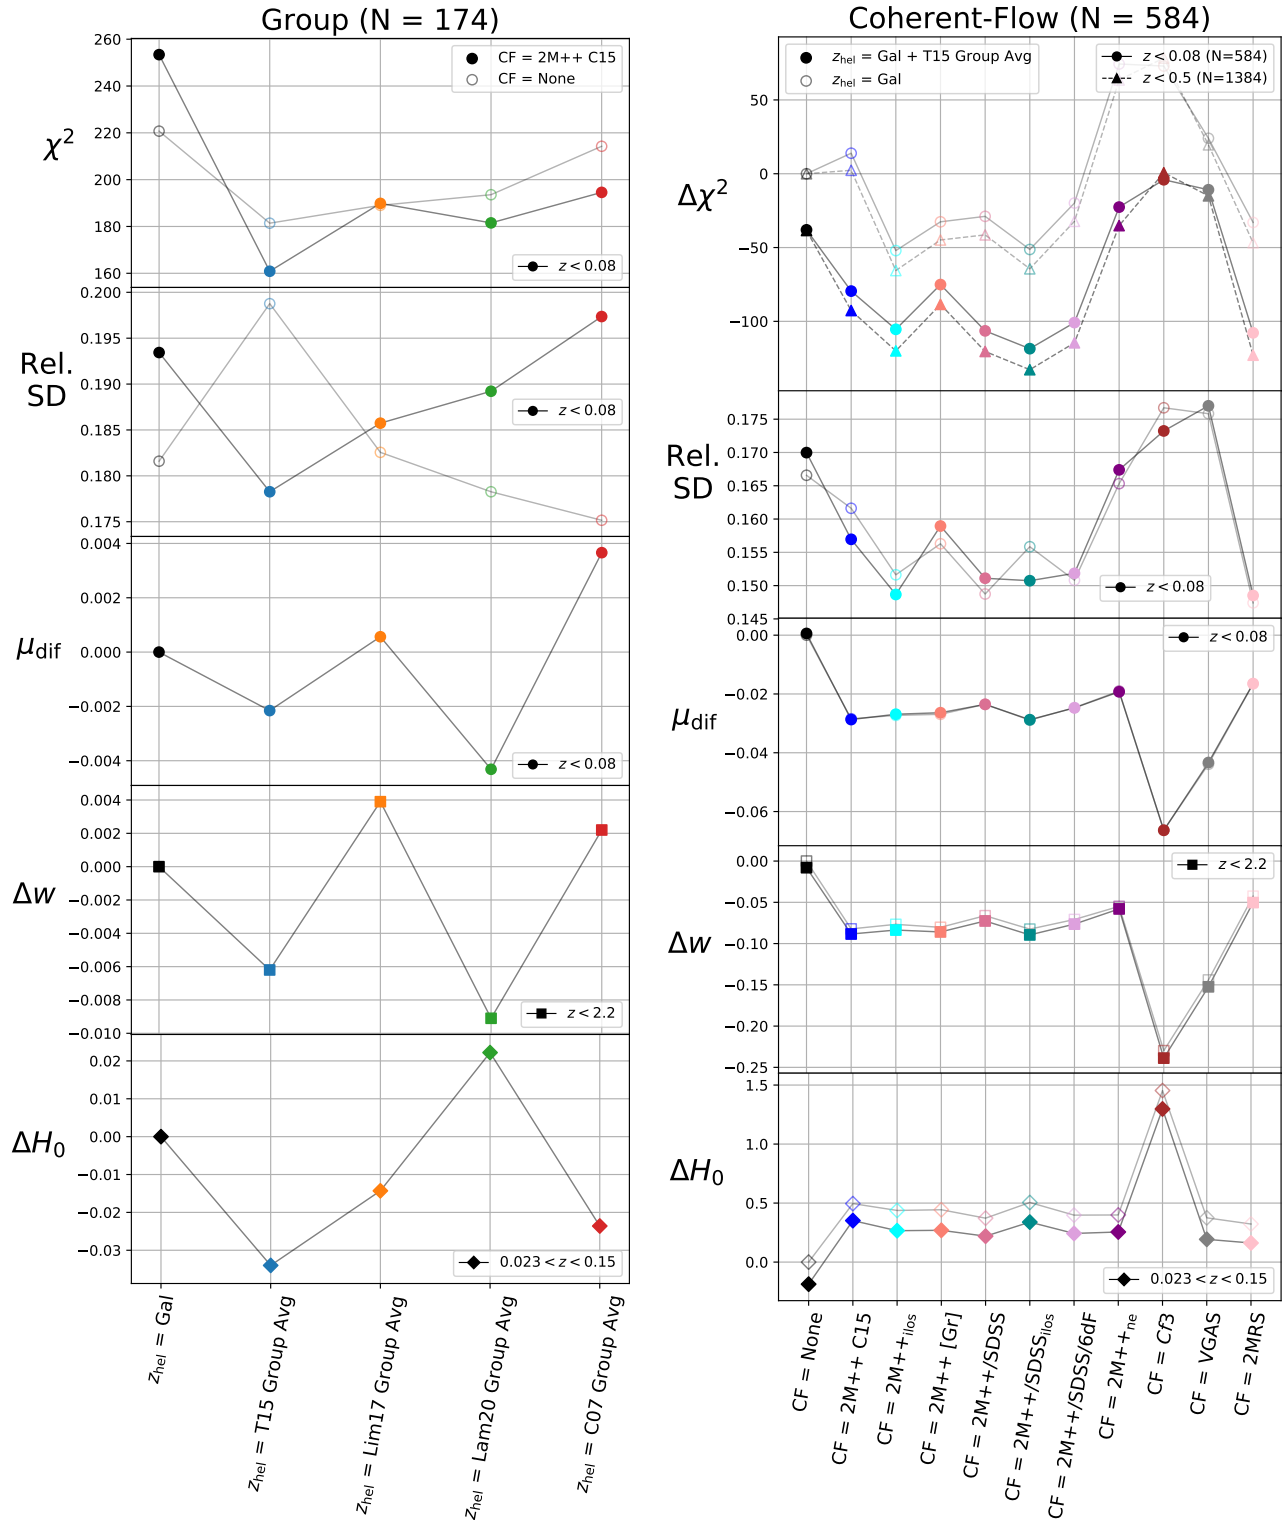 Group (N = 174)
260
240
220
200
180
160
χ²
CF = 2M++ C15
CF = None
z < 0.08
0.200
0.195
0.190
0.185
0.180
0.175
Rel.
SD
z < 0.08
0.004
0.002
0.000
−0.002
−0.004
μdif
z < 0.08
0.004
0.002
0.000
−0.002
−0.004
−0.006
−0.008
−0.010
Δw
z < 2.2
0.02
0.01
0.00
−0.01
−0.02
−0.03
ΔH₀
0.023 < z < 0.15
zhel = Gal
zhel = T15 Group Avg
zhel = Lim17 Group Avg
zhel = Lam20 Group Avg
zhel = C07 Group Avg
Coherent-Flow (N = 584)
zhel = Gal + T15 Group Avg
zhel = Gal
z < 0.08 (N=584)
z < 0.5 (N=1384)
50
0
−50
−100
Δχ²
0.175
0.170
0.165
0.160
0.155
0.150
0.145
Rel.
SD
z < 0.08
0.00
−0.02
−0.04
−0.06
μdif
z < 0.08
0.00
−0.05
−0.10
−0.15
−0.20
−0.25
Δw
z < 2.2
1.5
1.0
0.5
0.0
ΔH₀
0.023 < z < 0.15
CF = None
CF = 2M++ C15
CF = 2M++ilos
CF = 2M++ [Gr]
CF = 2M++/SDSS
CF = 2M++/SDSSilos
CF = 2M++/SDSS/6dF
CF = 2M++ne
CF = Cf3
CF = VGAS
CF = 2MRS